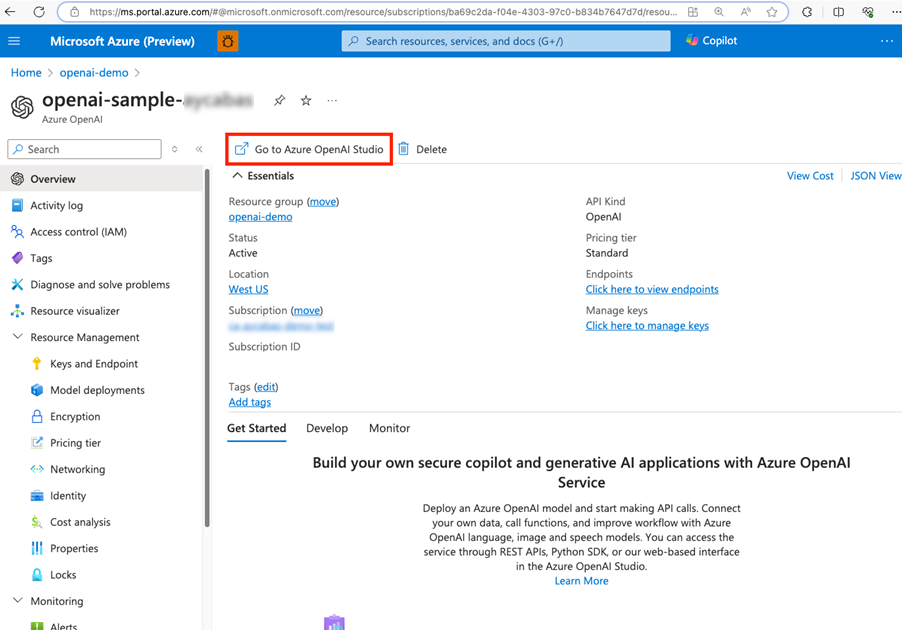 https://ms.portal.azure.com/#@microsoft.onmicrosoft.com/resource/subscriptions/ba69c2da-f04e-4303-97c0-b834b7647d7d/resou...
Microsoft Azure (Preview)
Search resources, services, and docs (G+/)
Copilot
Home > openai-demo >
openai-sample-
Azure OpenAI
Search
Go to Azure OpenAI Studio
Delete
Overview
Activity log
Access control (IAM)
Tags
Diagnose and solve problems
Resource visualizer
Resource Management
Keys and Endpoint
Model deployments
Encryption
Pricing tier
Networking
Identity
Cost analysis
Properties
Locks
Monitoring
Alerts
Essentials
View Cost
JSON View
Resource group (move)
openai-demo
Status
Active
Location
West US
Subscription (move)
Subscription ID
Tags (edit)
Add tags
API Kind
OpenAI
Pricing tier
Standard
Endpoints
Click here to view endpoints
Manage keys
Click here to manage keys
Get Started
Develop
Monitor
Build your own secure copilot and generative AI applications with Azure OpenAI
Service
Deploy an Azure OpenAI model and start making API calls. Connect
your own data, call functions, and improve workflow with Azure
OpenAI language, image and speech models. You can access the
service through REST APIs, Python SDK, or our web-based interface
in the Azure OpenAI Studio.
Learn More